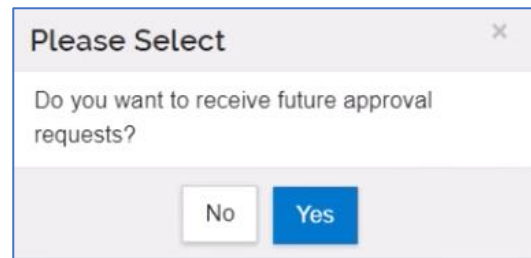 Please Select
×
Do you want to receive future approval
requests?
No Yes